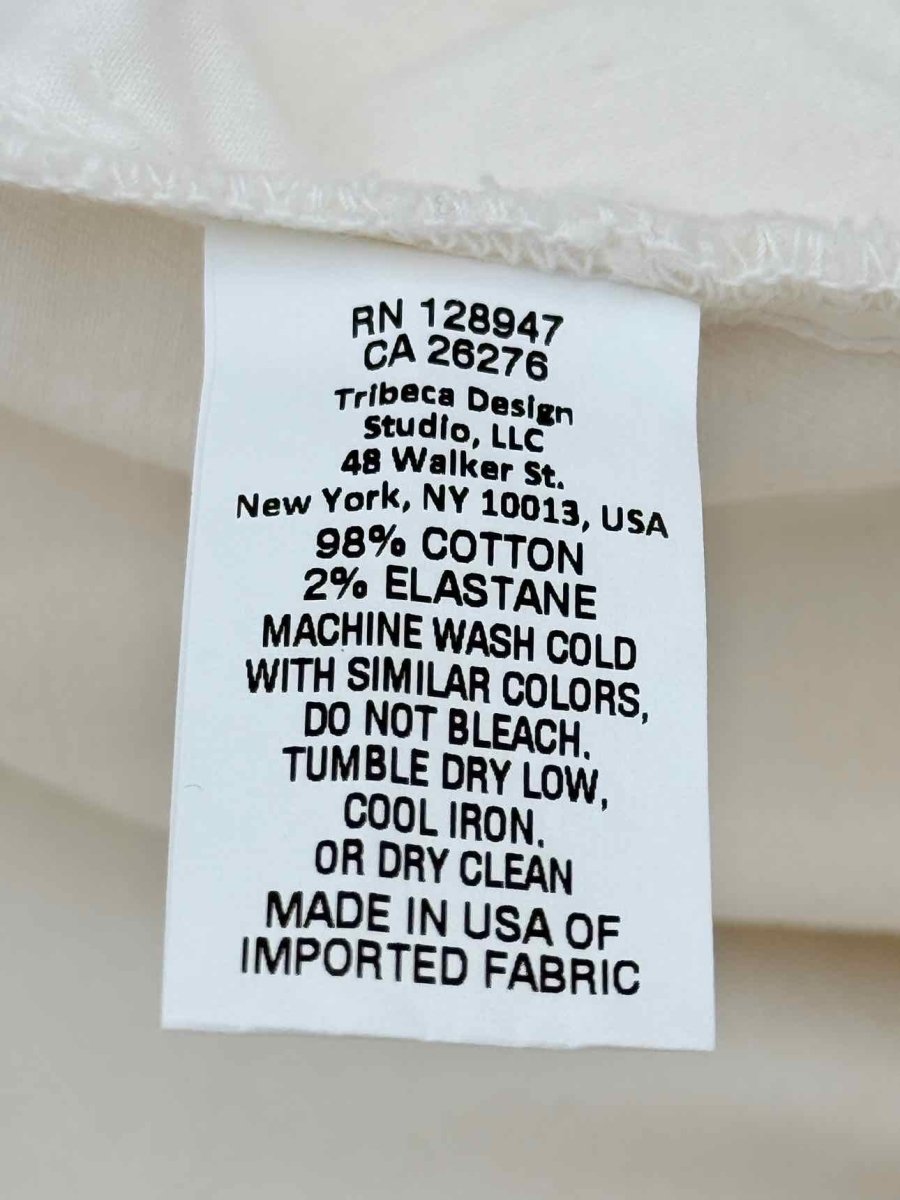 RN 128947
CA 26276
Tribeca Design
Studio, LLC
48 Walker St.
New York, NY 10013, USA
98% COTTON
2% ELASTANE
MACHINE WASH COLD
WITH SIMILAR COLORS,
DO NOT BLEACH.
TUMBLE DRY LOW,
COOL IRON.
OR DRY CLEAN
MADE IN USA OF
IMPORTED FABRIC